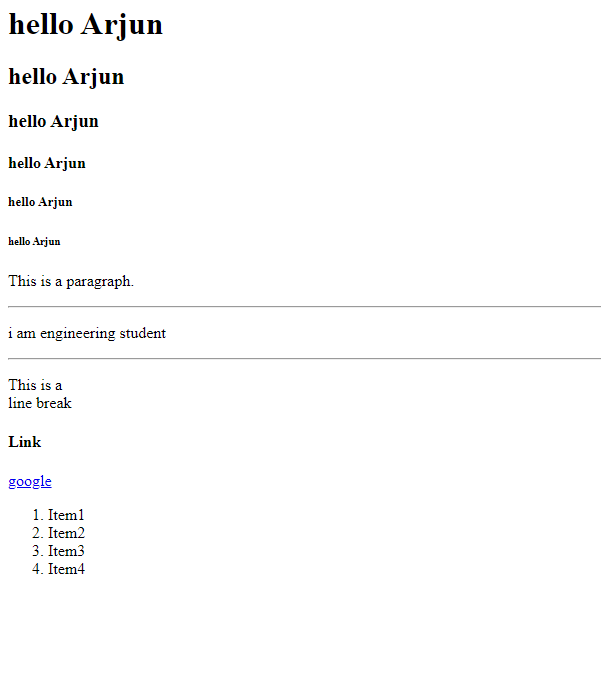 hello Arjun
hello Arjun
hello Arjun
hello Arjun
hello Arjun
hello Arjun
This is a paragraph.
i am engineering student
This is a
line break
Link
google
1. Item1
2. Item2
3. Item3
4. Item4